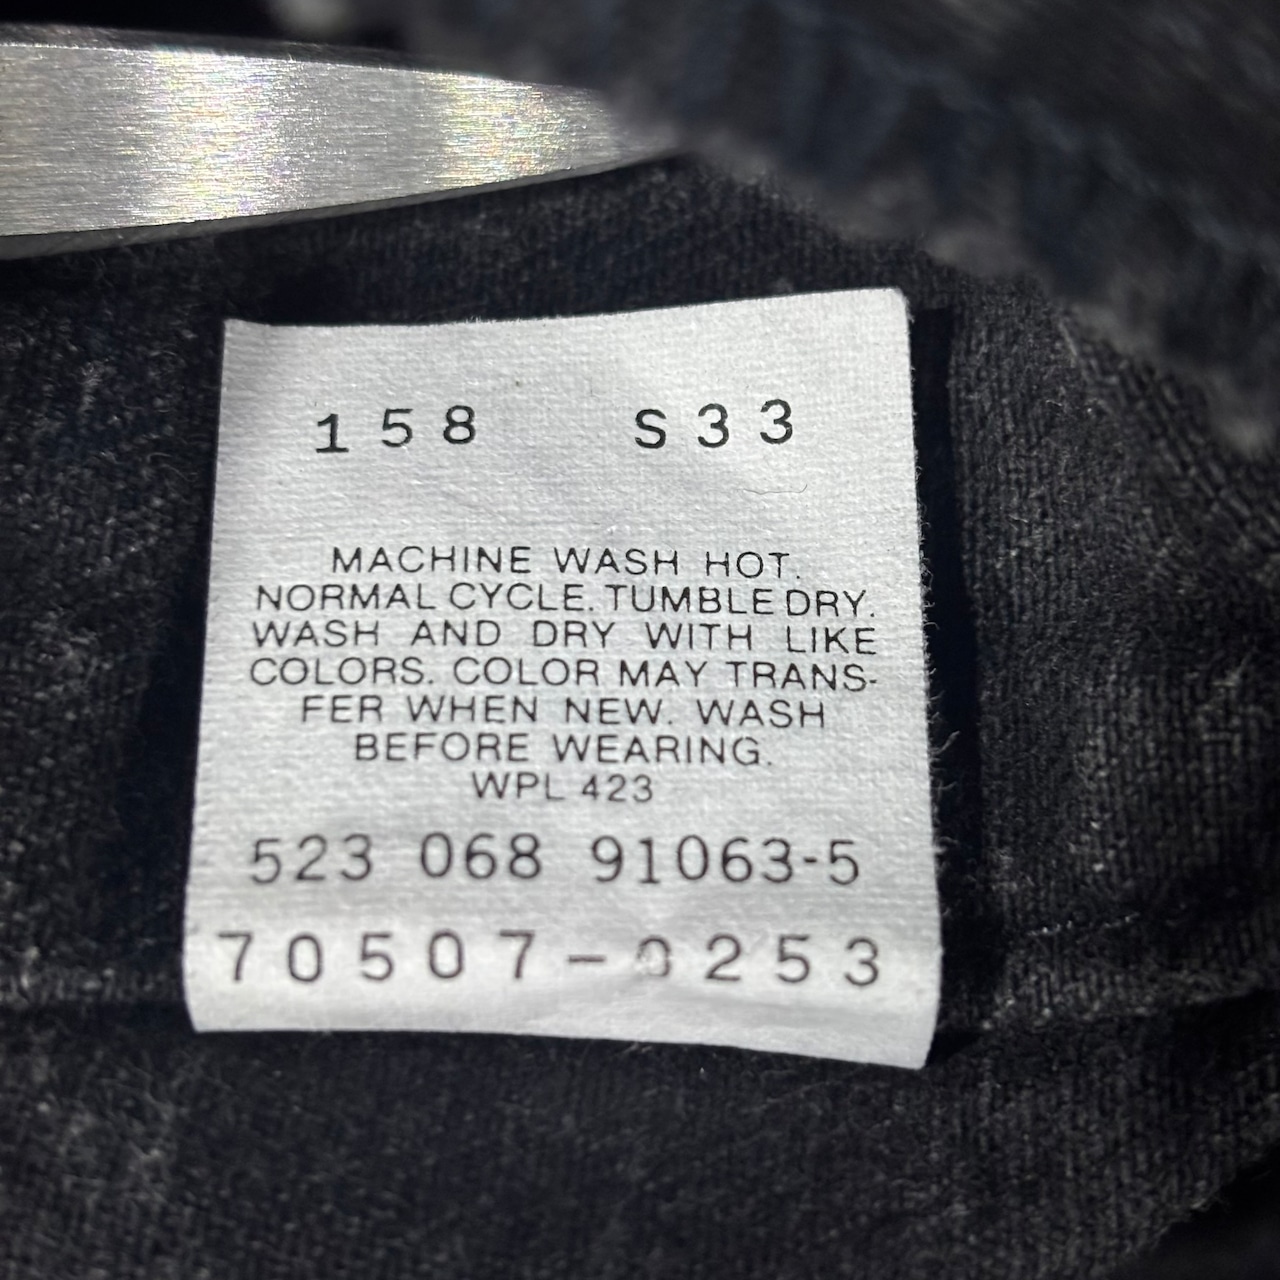 158 S33
MACHINE WASH HOT.
NORMAL CYCLE. TUMBLE DRY.
WASH AND DRY WITH LIKE
COLORS. COLOR MAY TRANS-
FER WHEN NEW. WASH
BEFORE WEARING.
WPL 423
523 068 91063-5
70507-0253